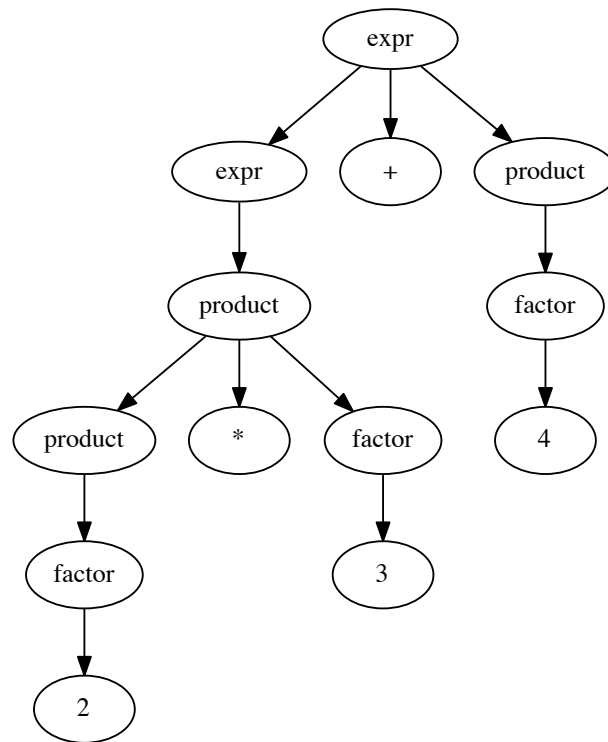 expr
expr + product
product factor
product * factor 4
factor 3
2